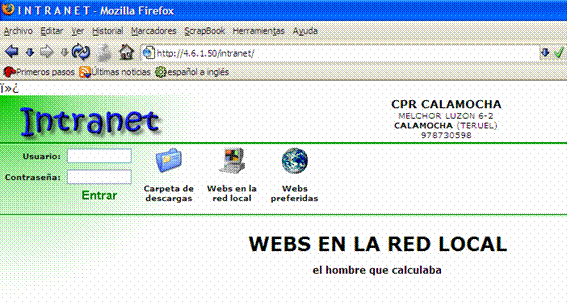 I N T R A N E T - Mozilla Firefox
Archivo Editar Ver Historial Marcadores ScrapBook Herramientas Ayuda
http://4.6.1.50/intranet/
Primeros pasos Últimas noticias español a inglés
ï»¿
Intranet
CPR CALAMOCHA
MELCHOR LUZON 6-2
CALAMOCHA (TERUEL)
978730598
Usuario:
Contraseña:
Entrar
Carpeta de
descargas
Webs en la
red local
Webs
preferidas
WEBS EN LA RED LOCAL
el hombre que calculaba